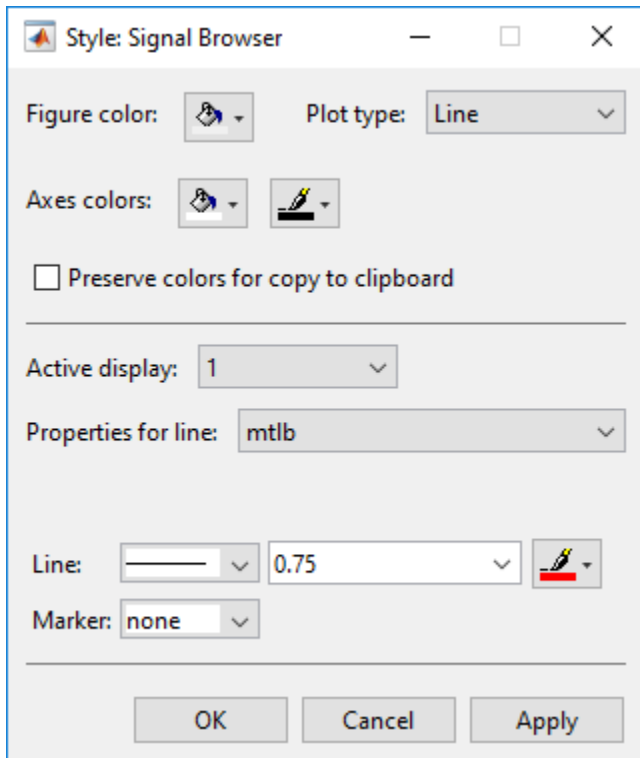 Style: Signal Browser
Figure color: Plot type: Line
Axes colors:
Preserve colors for copy to clipboard
Active display: 1
Properties for line: mtlb
Line: 0.75
Marker: none
OK Cancel Apply